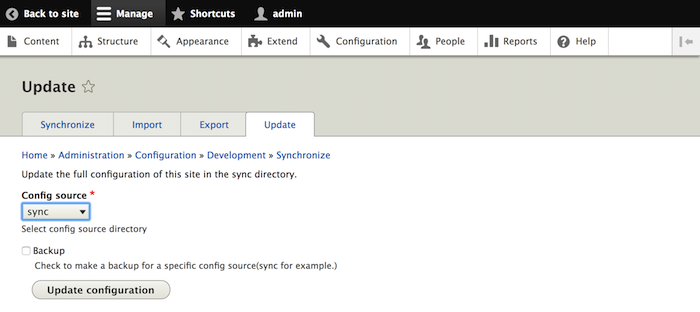 Back to site Manage Shortcuts admin
Content Structure Appearance Extend Configuration People Reports Help
Update
Synchronize Import Export Update
Home » Administration » Configuration » Development » Synchronize
Update the full configuration of this site in the sync directory.
Config source *
sync
Select config source directory
Backup
Check to make a backup for a specific config source(sync for example.)
Update configuration